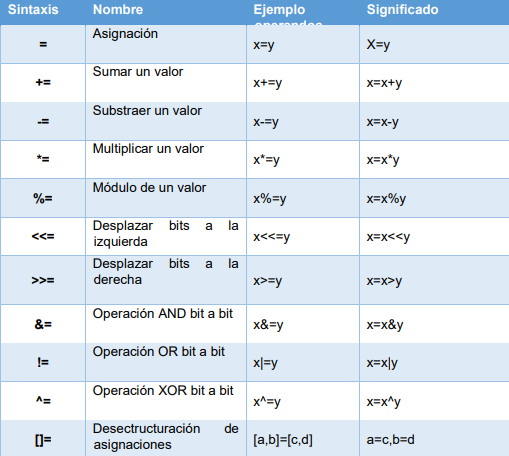 Sintaxis Nombre Ejemplo operandos Significado
= Asignación x=y X=y
+= Sumar un valor x+=y x=x+y
-= Substraer un valor x-=y x=x-y
*= Multiplicar un valor x*=y x=x*y
%= Módulo de un valor x%=y x=x%y
<<= Desplazar bits a la izquierda x<<=y x=x<<y
>>= Desplazar bits a la derecha x>=y x=x>y
&= Operación AND bit a bit x&=y x=x&y
!= Operación OR bit a bit x|=y x=x|y
^= Operación XOR bit a bit x^=y x=x^y
[]= Desectructuración de asignaciones [a,b]=[c,d] a=c,b=d